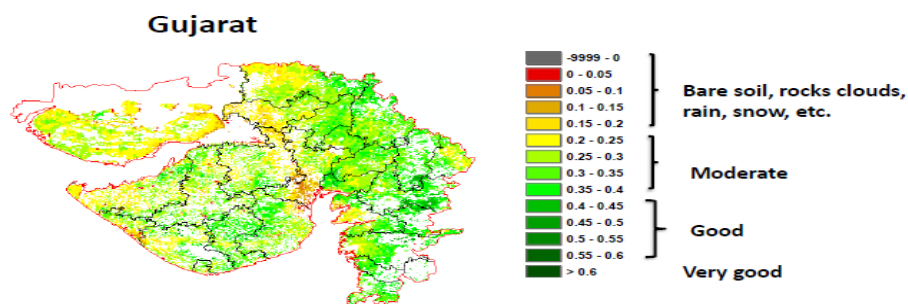 Gujarat
-9999 - 0
0 - 0.05
0.05 - 0.1
0.1 - 0.15
0.15 - 0.2
0.2 - 0.25
0.25 - 0.3
0.3 - 0.35
0.35 - 0.4
0.4 - 0.45
0.45 - 0.5
0.5 - 0.55
0.55 - 0.6
> 0.6
Bare soil, rocks clouds,
rain, snow, etc.
Moderate
Good
Very good